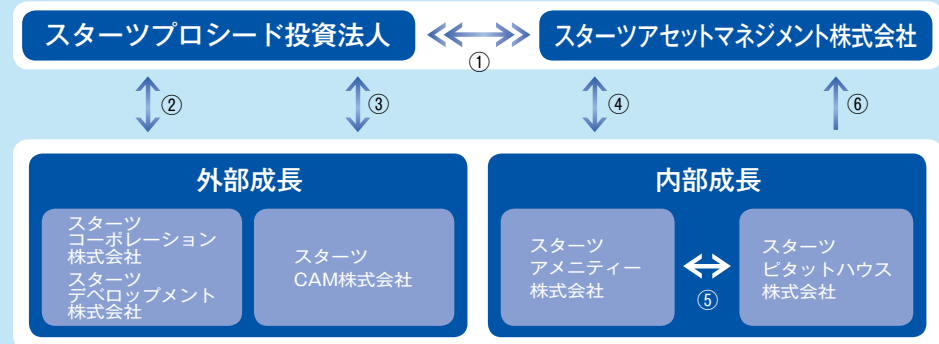 スタープロシード投資法人
スターツアセットマネジメント株式会社
①
②
③
④
⑥
外部成長
内部成長
スターツ
コーポレーション
株式会社
スターツ
デベロップメント
株式会社
スターツ
CAM株式会社
スターツ
アメニティー
株式会社
⑤
スターツ
ピタットハウス
株式会社